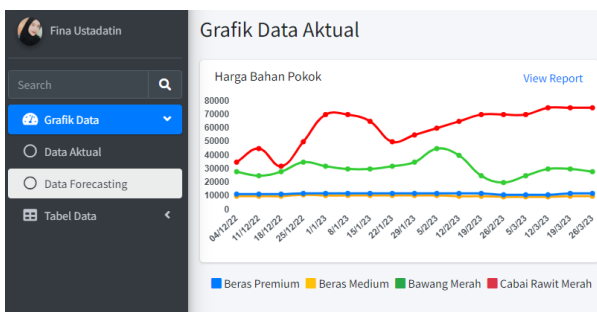 Fina Ustadatin
Search
Grafik Data
Data Aktual
Data Forecasting
Tabel Data
Grafik Data Aktual
Harga Bahan Pokok
View Report
80000
70000
60000
50000
40000
30000
20000
10000
0
04/12/22 11/12/22 18/12/22 25/12/22 1/1/23 8/1/23 15/1/23 22/1/23 29/1/23 5/2/23 12/2/23 19/2/23 26/2/23 5/3/23 12/3/23 19/3/23 26/3/23
Beras Premium Beras Medium Bawang Merah Cabai Rawit Merah